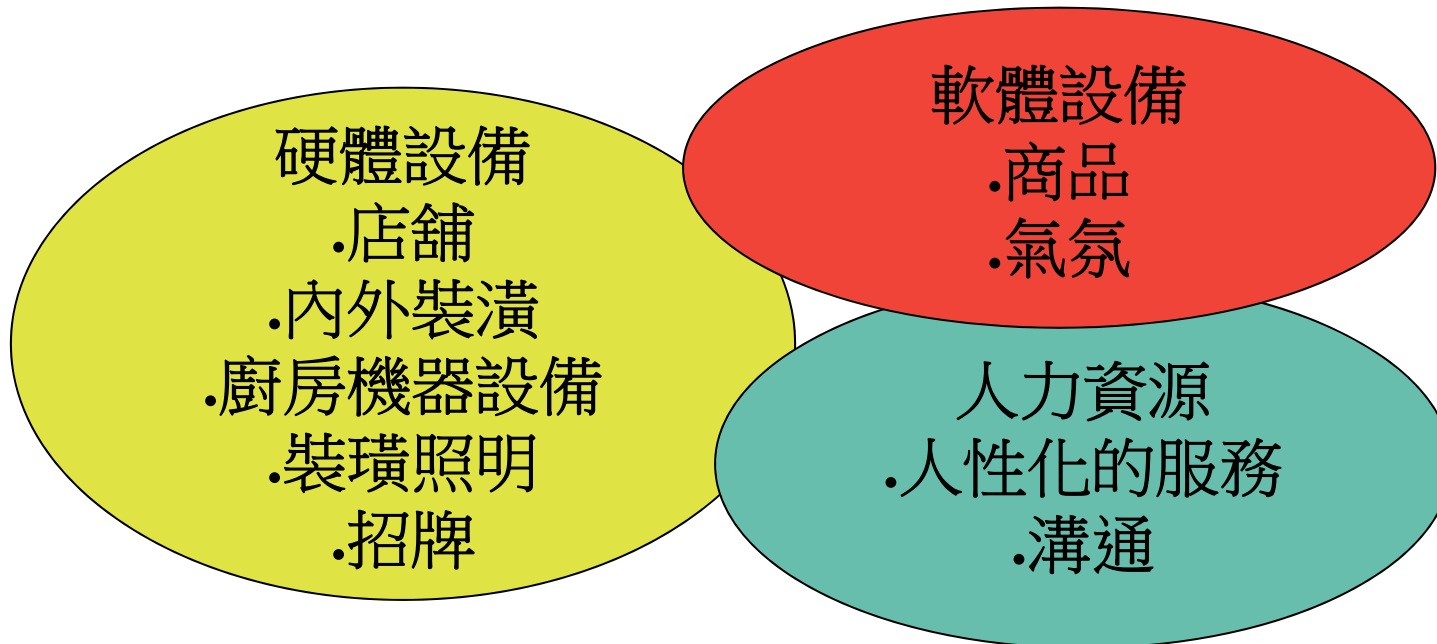 硬體設備
.店舖
.內外裝潢
.廚房機器設備
.裝璜照明
.招牌
軟體設備
.商品
.氣氛
人力資源
.人性化的服務
.溝通